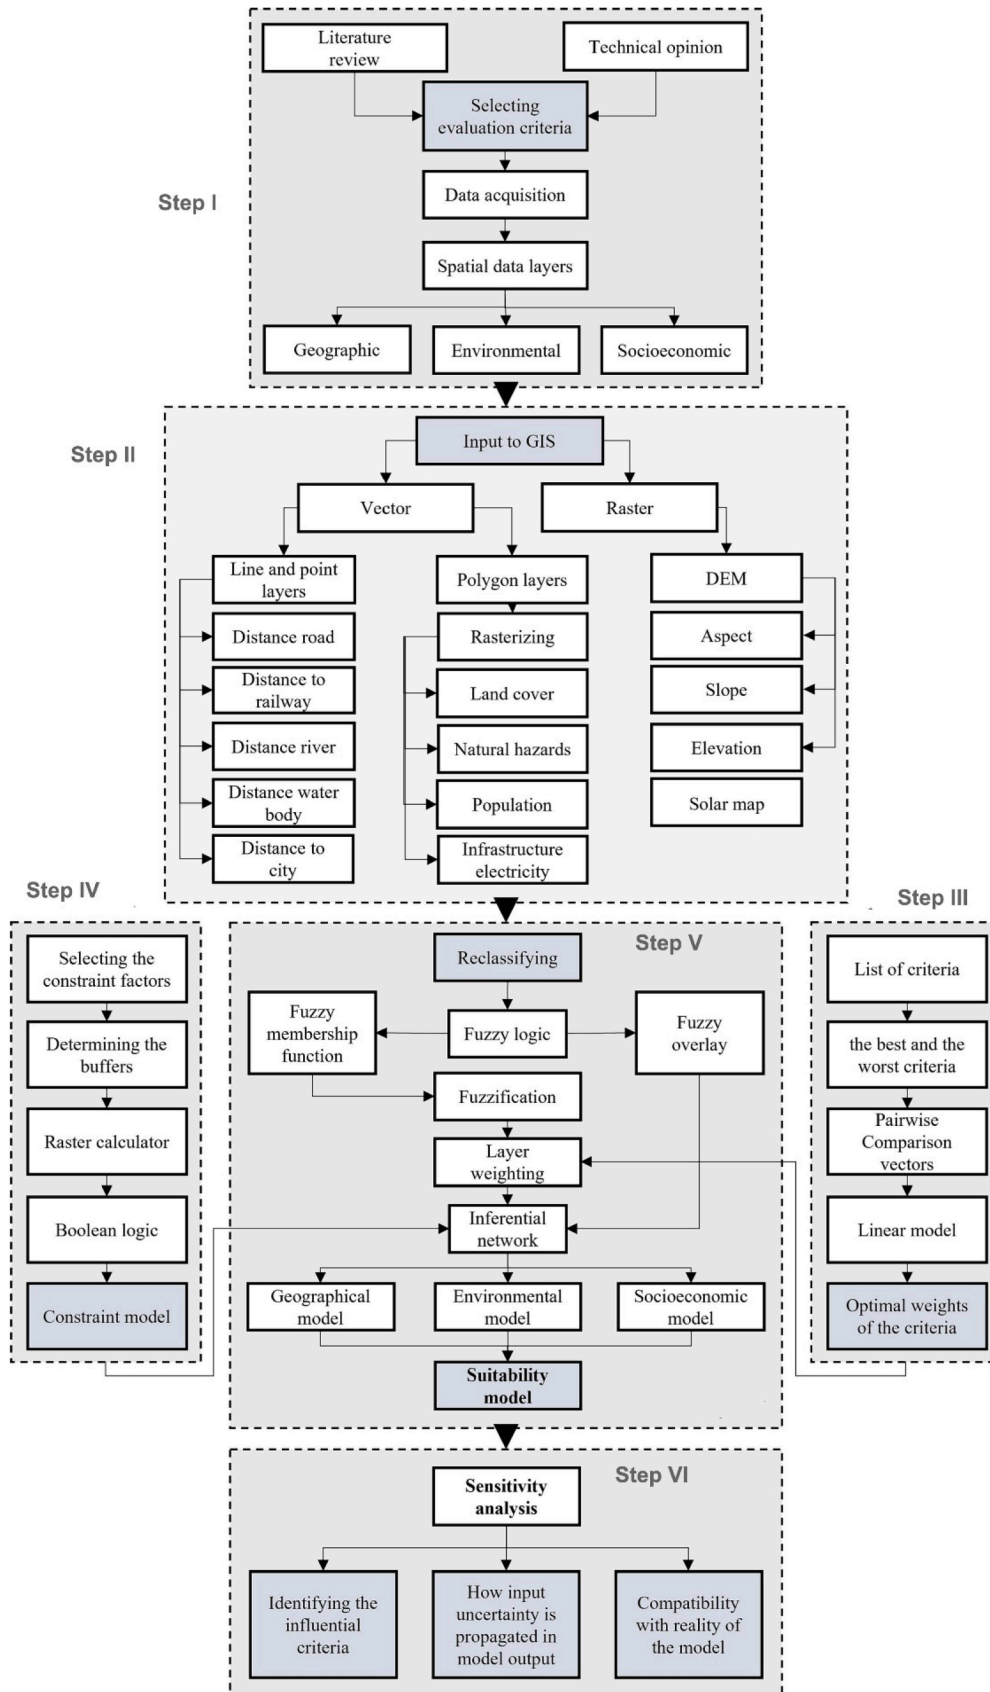 Literature
review
Technical opinion
Selecting
evaluation criteria
Step I
Data acquisition
Spatial data layers
Geographic
Environmental
Socioeconomic
Step II
Input to GIS
Vector
Raster
Line and point
layers
Polygon layers
DEM
Distance road
Rasterizing
Aspect
Distance to
railway
Land cover
Slope
Distance river
Natural hazards
Elevation
Distance water
body
Population
Solar map
Distance to
city
Infrastructure
electricity
Step IV
Selecting the
constraint factors
Determining the
buffers
Raster calculator
Boolean logic
Constraint model
Step V
Reclassifying
Fuzzy
membership
function
Fuzzy logic
Fuzzy
overlay
Fuzzification
Layer
weighting
Inferential
network
Geographical
model
Environmental
model
Socioeconomic
model
Suitability
model
Step III
List of criteria
the best and the
worst criteria
Pairwise
Comparison
vectors
Linear model
Optimal weights
of the criteria
Step VI
Sensitivity
analysis
Identifying the
influential
criteria
How input
uncertainty is
propagated in
model output
Compatibility
with reality of
the model